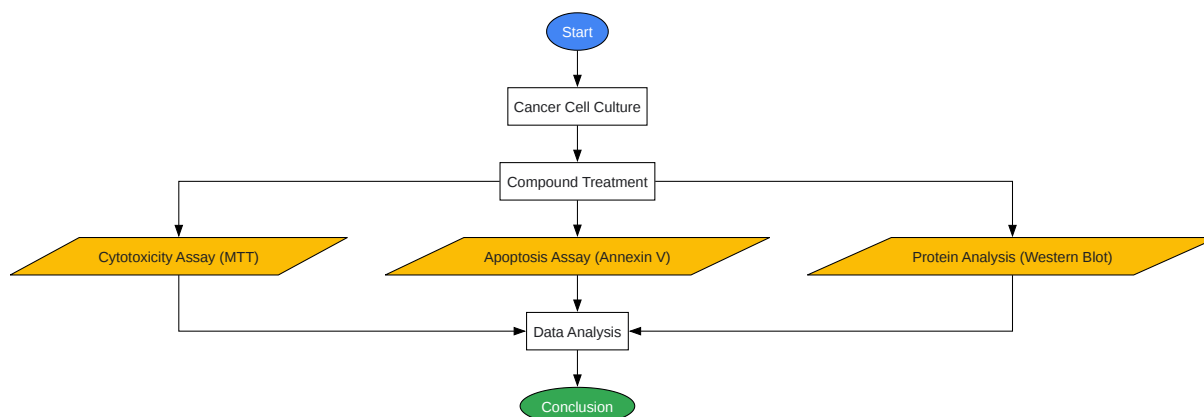 Start
Cancer Cell Culture
Compound Treatment
Cytotoxicity Assay (MTT)
Apoptosis Assay (Annexin V)
Protein Analysis (Western Blot)
Data Analysis
Conclusion